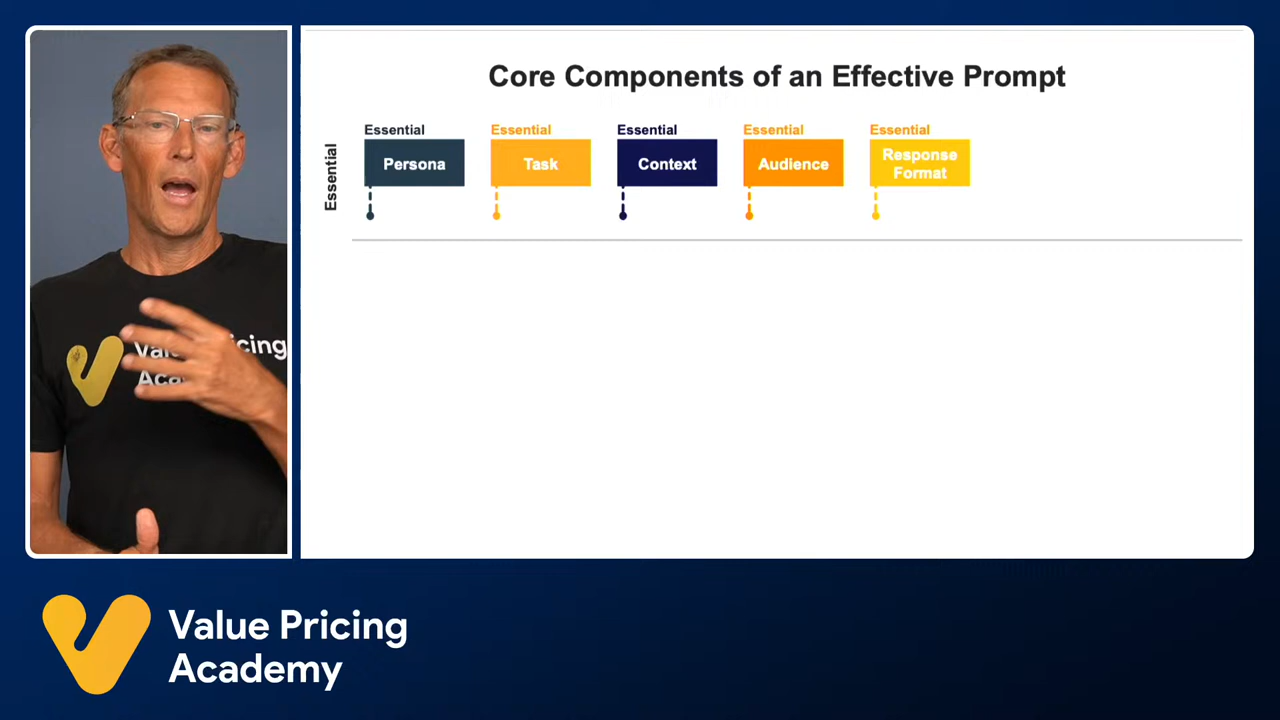 Core Components of an Effective Prompt
Essential
Essential Essential Essential Essential Essential
Persona Task Context Audience Response Format
Value Pricing
Academy